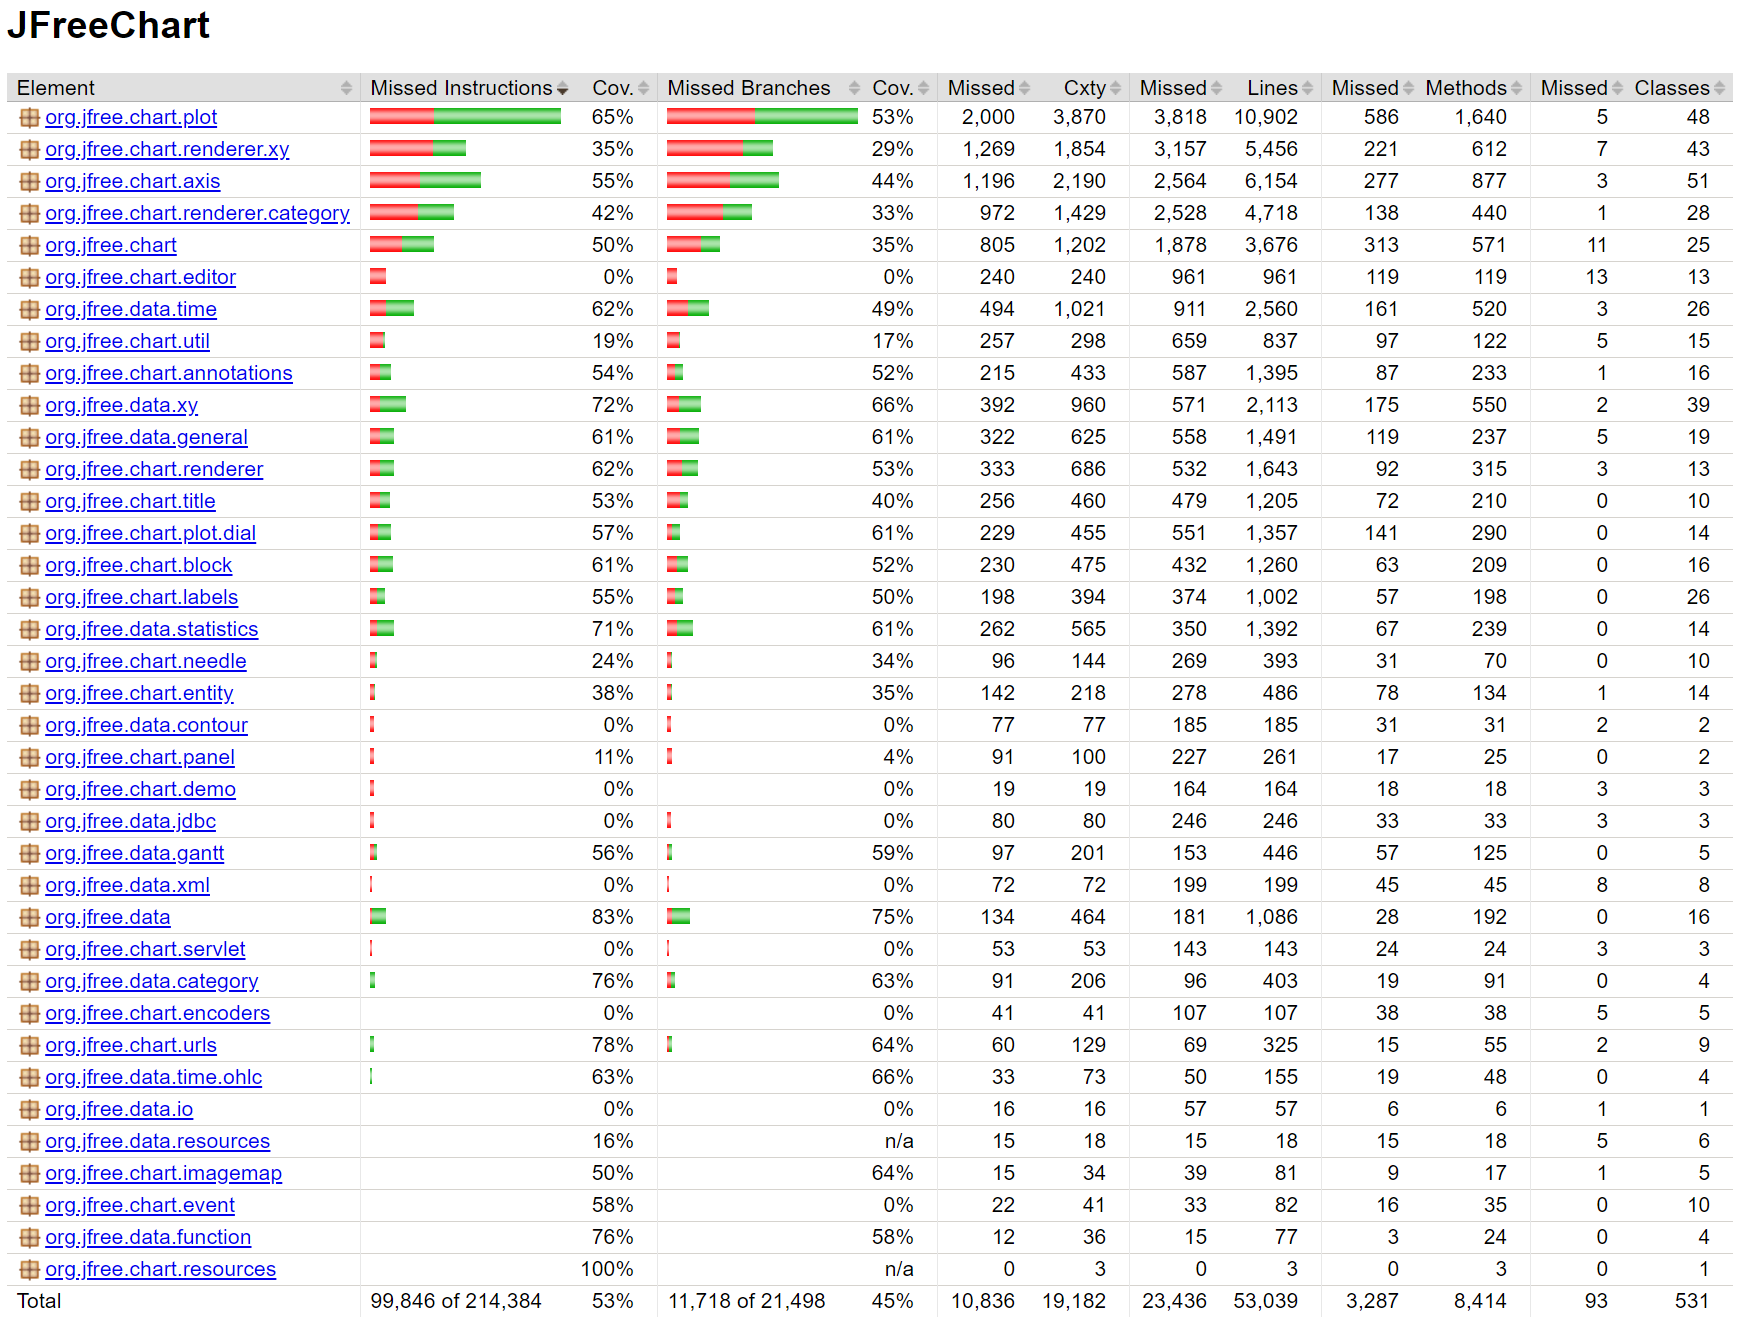 JFreeChart
Element Missed Instructions Cov. Missed Branches Cov. Missed Cxty Missed Lines Missed Methods Missed Classes
org.jfree.chart.plot 65% 53% 2,000 3,870 3,818 10,902 586 1,640 5 48
org.jfree.chart.renderer.xy 35% 29% 1,269 1,854 3,157 5,456 221 612 7 43
org.jfree.chart.axis 55% 44% 1,196 2,190 2,564 6,154 277 877 3 51
org.jfree.chart.renderer.category 42% 33% 972 1,429 2,528 4,718 138 440 1 28
org.jfree.chart 50% 35% 805 1,202 1,878 3,676 313 571 11 25
org.jfree.chart.editor 0% 0% 240 240 961 961 119 119 13 13
org.jfree.data.time 62% 49% 494 1,021 911 2,560 161 520 3 26
org.jfree.chart.util 19% 17% 257 298 659 837 97 122 5 15
org.jfree.chart.annotations 54% 52% 215 433 587 1,395 87 233 1 16
org.jfree.data.xy 72% 66% 392 960 571 2,113 175 550 2 39
org.jfree.data.general 61% 61% 322 625 558 1,491 119 237 5 19
org.jfree.chart.renderer 62% 53% 333 686 532 1,643 92 315 3 13
org.jfree.chart.title 53% 40% 256 460 479 1,205 72 210 0 10
org.jfree.chart.plot.dial 57% 61% 229 455 551 1,357 141 290 0 14
org.jfree.chart.block 61% 52% 230 475 432 1,260 63 209 0 16
org.jfree.chart.labels 55% 50% 198 394 374 1,002 57 198 0 26
org.jfree.data.statistics 71% 61% 262 565 350 1,392 67 239 0 14
org.jfree.chart.needle 24% 34% 96 144 269 393 31 70 0 10
org.jfree.chart.entity 38% 35% 142 218 278 486 78 134 1 14
org.jfree.data.contour 0% 0% 77 77 185 185 31 31 2 2
org.jfree.chart.panel 11% 4% 91 100 227 261 17 25 0 2
org.jfree.chart.demo 0% 0% 19 19 164 164 18 18 3 3
org.jfree.data.jdbc 0% 0% 80 80 246 246 33 33 3 3
org.jfree.data.gantt 56% 59% 97 201 153 446 57 125 0 5
org.jfree.data.xml 0% 0% 72 72 199 199 45 45 8 8
org.jfree.data 83% 75% 134 464 181 1,086 28 192 0 16
org.jfree.chart.servlet 0% 0% 53 53 143 143 24 24 3 3
org.jfree.data.category 76% 63% 91 206 96 403 19 91 0 4
org.jfree.chart.encoders 0% 0% 41 41 107 107 38 38 5 5
org.jfree.chart.urls 78% 64% 60 129 69 325 15 55 2 9
org.jfree.data.time.ohlc 63% 66% 33 73 50 155 19 48 0 4
org.jfree.data.io 0% 0% 16 16 57 57 6 6 1 1
org.jfree.data.resources 16% n/a 15 18 15 18 15 18 5 6
org.jfree.chart.imagemap 50% 64% 15 34 39 81 9 17 1 5
org.jfree.chart.event 58% 0% 22 41 33 82 16 35 0 10
org.jfree.data.function 76% 58% 12 36 15 77 3 24 0 4
org.jfree.chart.resources 100% n/a 0 3 0 3 0 3 0 1
Total 99,846 of 214,384 53% 11,718 of 21,498 45% 10,836 19,182 23,436 53,039 3,287 8,414 93 531